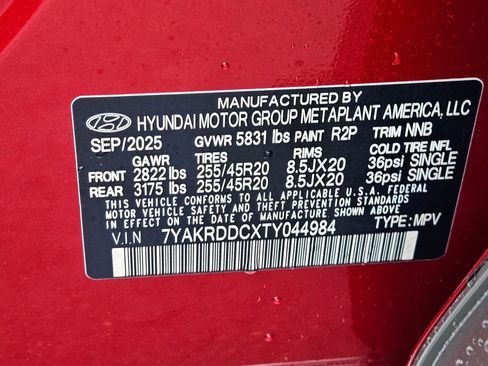 MANUFACTURED BY
HYUNDAI MOTOR GROUP METAPLANT AMERICA, LLC
SEP/2025 GVWR 5831 lbs PAINT R2P TRIM NNB
GAWR TIRES RIMS COLD TIRE INFL
FRONT 2822 lbs 255/45R20 8.5JX20 36psi SINGLE
REAR 3175 lbs 255/45R20 8.5JX20 36psi SINGLE
THIS VEHICLE CONFORMS TO ALL APPLICABLE U.S. FEDERAL
MOTOR VEHICLE SAFETY AND BUMPER STANDARDS
IN EFFECT ON THE DATE OF MANUFACTURE SHOWN ABOVE.
V.I.N 7YAKRDDCXTY044984 TYPE: MPV